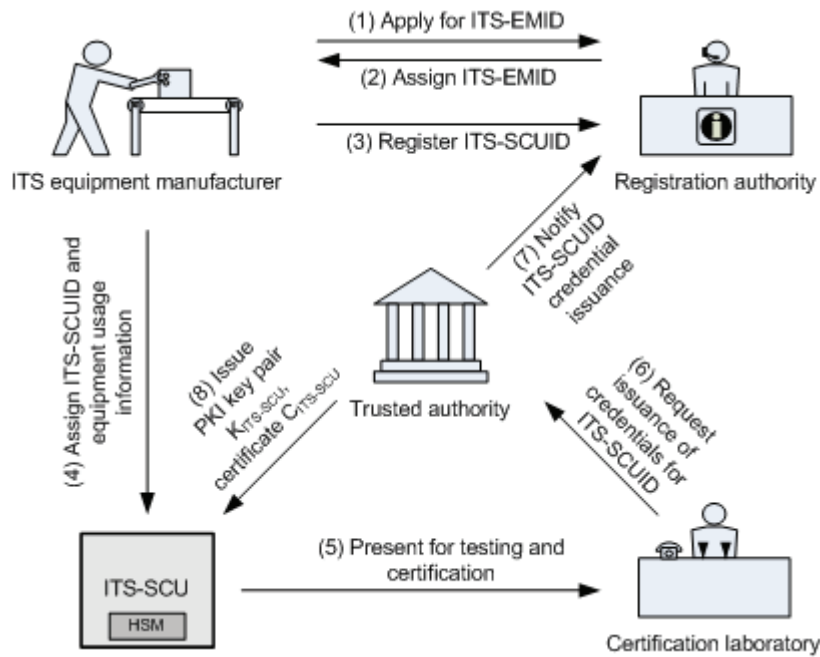 (1) Apply for ITS-EMID
(2) Assign ITS-EMID
(3) Register ITS-SCUID
ITS equipment manufacturer
Registration authority
(4) Assign ITS-SCUID and
equipment usage
information
(7) Notify
ITS-SCUID
credential
issuance
(8) Issue
PKI key pair
K_ITS-SCU,
certificate C_ITS-SCU
Trusted authority
(6) Request
issuance of
credentials for
ITS-SCUID
ITS-SCU
HSM
(5) Present for testing and
certification
Certification laboratory